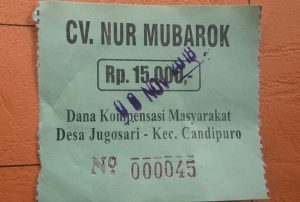 CV. NUR MUBAROK
Rp. 15.000,-
Dana Kompensasi Masyarakat
Desa Jugosari - Kec. Candipuro
Nº 000045